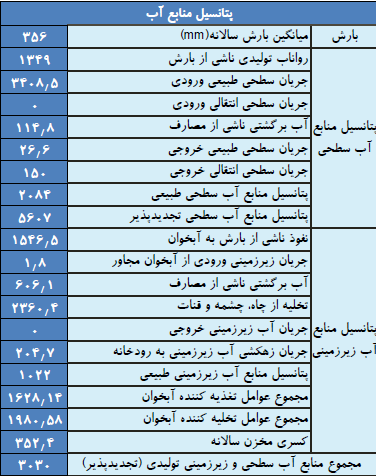 پتانسیل منابع آب
بارش میانگین بارش سالانه(mm) ۳۵۶
پتانسیل منابع آب سطحی
رواناب تولیدی ناشی از بارش ۱۳۴۹
جریان سطحی طبیعی ورودی ۳۴۰۸٫۵
جریان سطحی انتقالی ورودی ۰
آب برگشتی ناشی از مصارف ۱۱۴٫۸
جریان سطحی طبیعی خروجی ۲۶٫۶
جریان سطحی انتقالی خروجی ۱۵۰
پتانسیل منابع آب سطحی طبیعی ۲۰۸۴
پتانسیل منابع آب سطحی تجدیدپذیر ۵۶۰۷
پتانسیل منابع آب زیرزمینی
نفوذ ناشی از بارش به آبخوان ۱۵۴۶٫۵
جریان زیرزمینی ورودی از آبخوان مجاور ۱٫۸
آب برگشتی ناشی از مصارف ۶۰۶٫۱
تخلیه از چاه، چشمه و قنات ۲۳۶۰٫۴
جریان آب زیرزمینی خروجی ۰
جریان زهکشی آب زیرزمینی به رودخانه ۲۰۴٫۷
پتانسیل منابع آب زیرزمینی طبیعی ۱۰۲۲
مجموع عوامل تغذیه کننده آبخوان ۱۶۲۸٫۱۴
مجموع عوامل تخلیه کننده آبخوان ۱۹۸۰٫۵۸
کسری مخزن سالانه ۳۵۲٫۴
مجموع منابع آب سطحی و زیرزمینی تولیدی (تجدیدپذیر) ۳۰۳۰